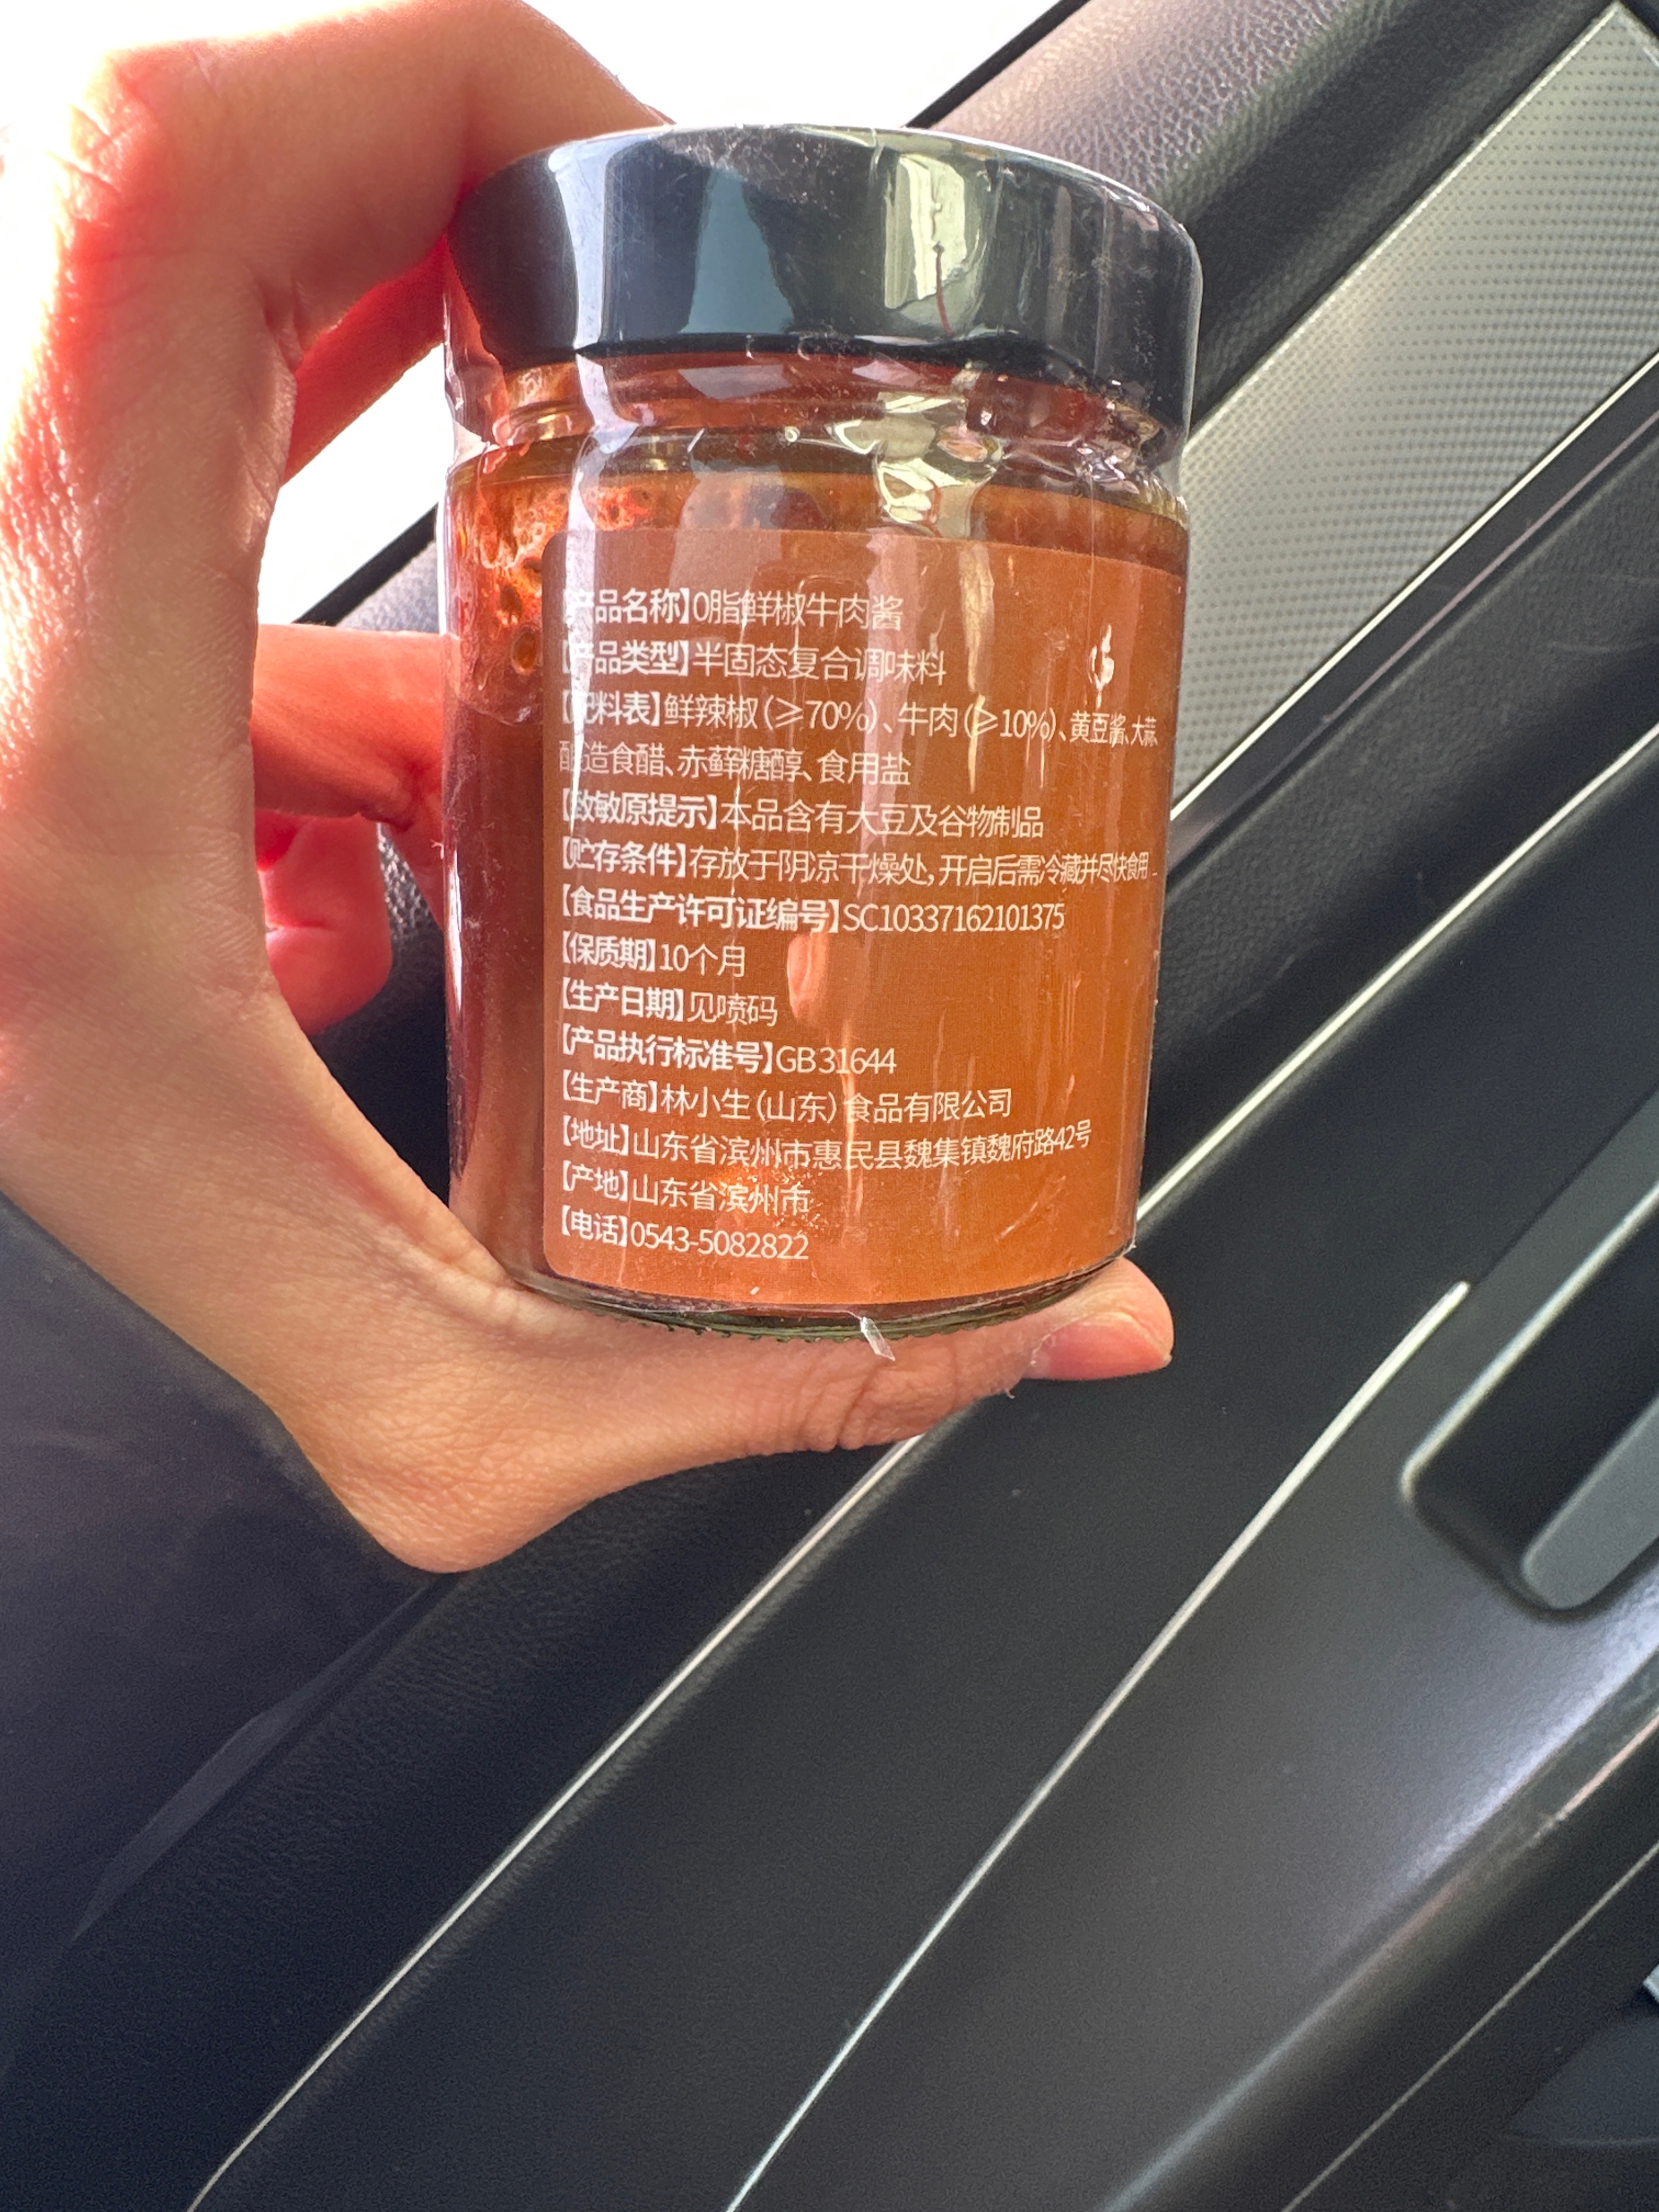 【产品名称】0脂鲜椒牛肉酱
【产品类型】半固态复合调味料
【配料表】鲜辣椒（≥70%）、牛肉（≥10%）、黄豆酱、大蒜、
酿造食醋、赤藓糖醇、食用盐
【致敏原提示】本品含有大豆及谷物制品
【贮存条件】存放于阴凉干燥处，开启后需冷藏并尽快食用
【食品生产许可证编号】SC10337162101375
【保质期】10个月
【生产日期】见喷码
【产品执行标准号】GB31644
【生产商】林小生（山东）食品有限公司
【地址】山东省滨州市惠民县魏集镇魏府路42号
【产地】山东省滨州市
【电话】0543-5082822